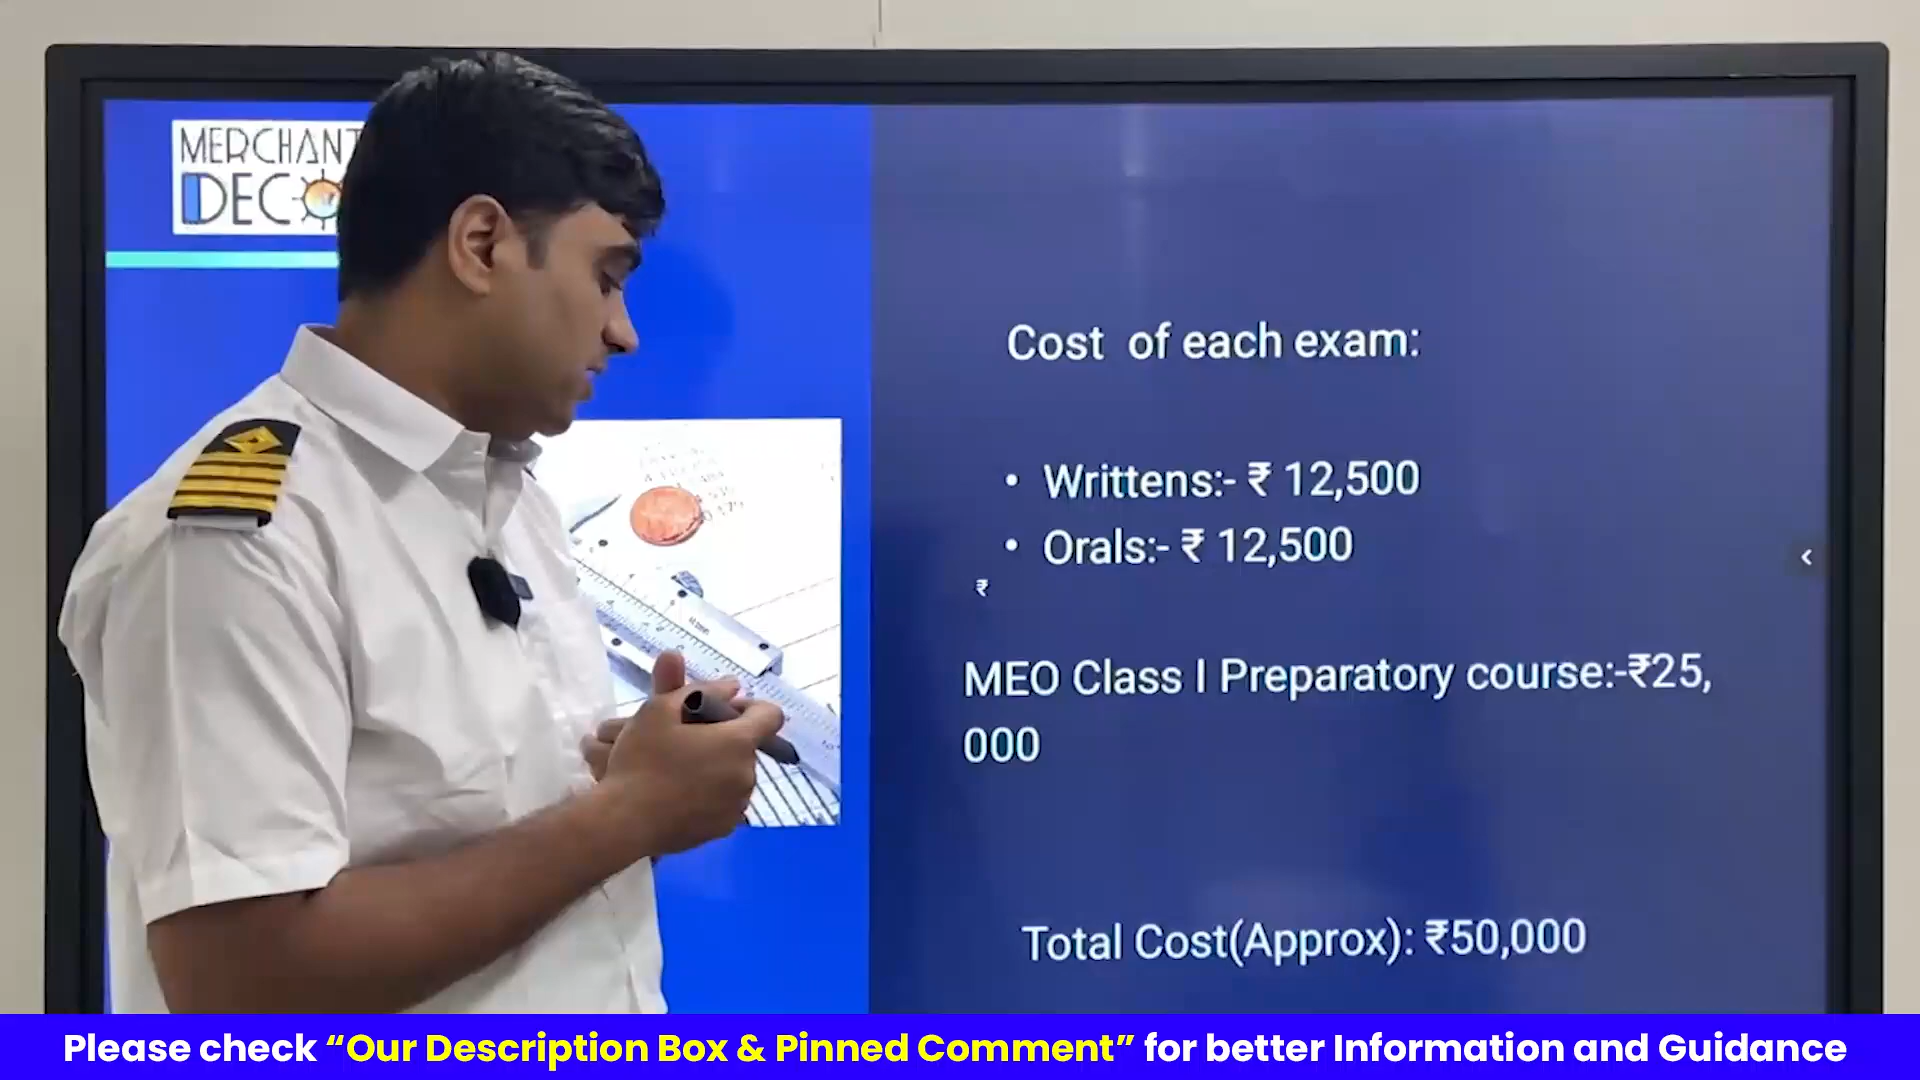 MERCHANT
DECO
Cost of each exam:
• Writtens:- ₹ 12,500
• Orals:- ₹ 12,500
₹
MEO Class I Preparatory course:-₹25,
000
Total Cost(Approx): ₹50,000
Please check “Our Description Box & Pinned Comment” for better Information and Guidance